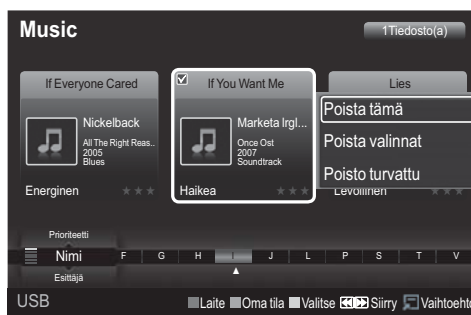 Music
1Tiedosto(a)
If Everyone Cared
If You Want Me
Lies
Nickelback
All The Right Reas..
2005
Blues
Marketa Irgl...
Once Ost
2007
Soundtrack
Poista tämä
Poista valinnat
Poisto turvattu
Energinen
Haikea
Levollinen
Prioriteetti
Nimi F G H I J L P S T V
Esittäjä
USB Laite Oma tila Valitse Siirry Vaihtoehto